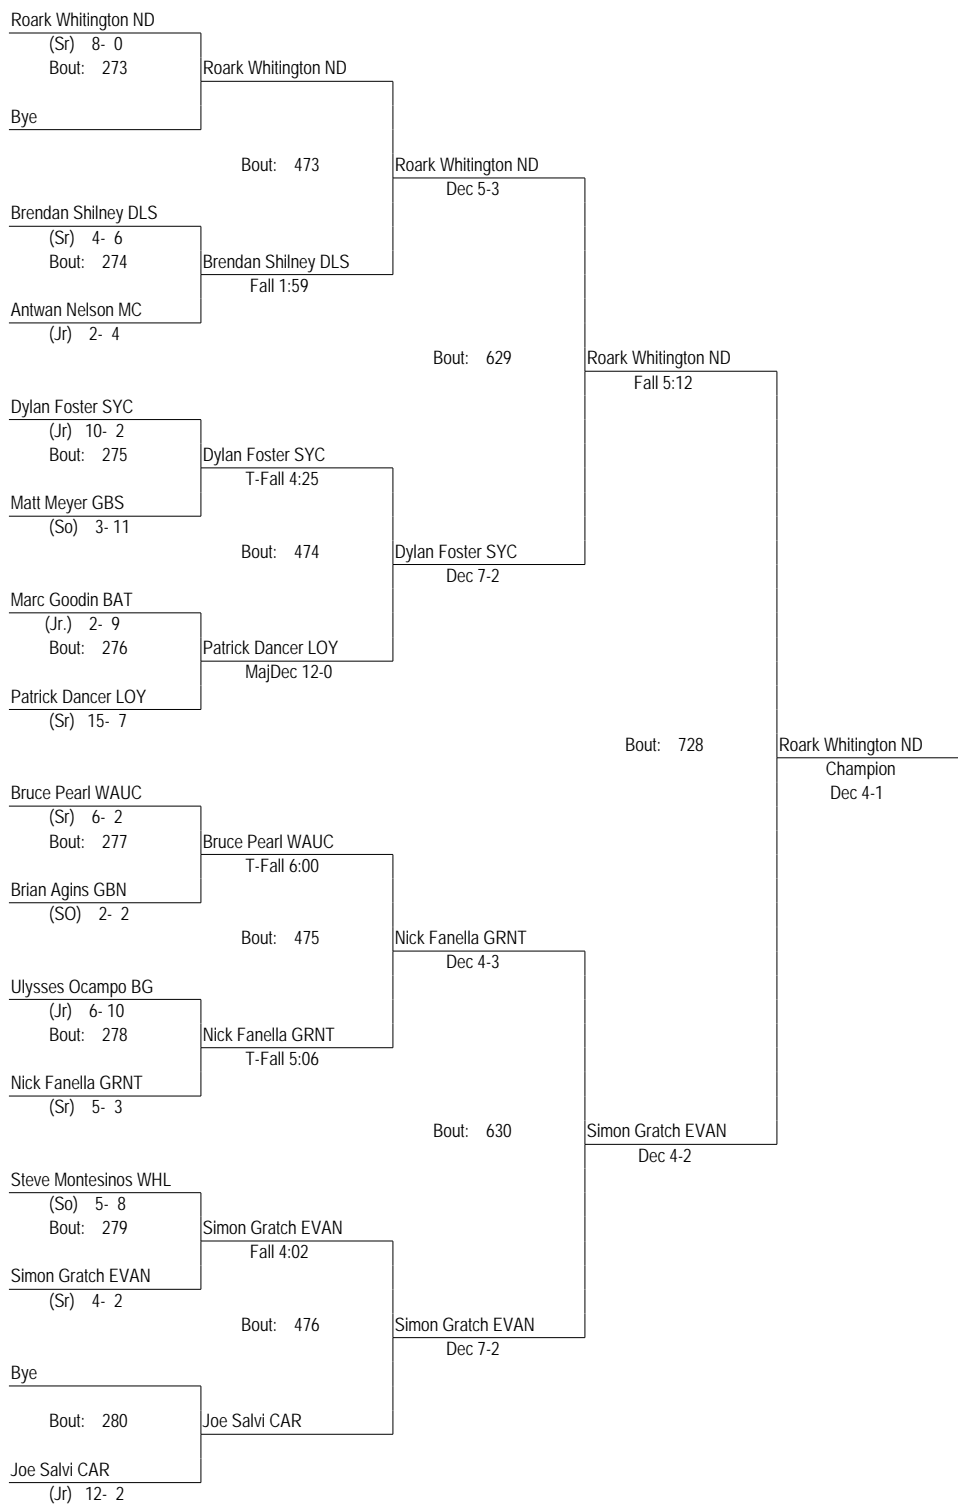 Roark Whitington ND
(Sr) 8- 0
Bout: 273
Roark Whitington ND
Bye
Bout: 473
Roark Whitington ND
Dec 5-3
Brendan Shilney DLS
(Sr) 4- 6
Bout: 274
Brendan Shilney DLS
Fall 1:59
Antwan Nelson MC
(Jr) 2- 4
Bout: 629
Roark Whitington ND
Fall 5:12
Dylan Foster SYC
(Jr) 10- 2
Bout: 275
Dylan Foster SYC
T-Fall 4:25
Matt Meyer GBS
(So) 3- 11
Bout: 474
Dylan Foster SYC
Dec 7-2
Marc Goodin BAT
(Jr.) 2- 9
Bout: 276
Patrick Dancer LOY
MajDec 12-0
Patrick Dancer LOY
(Sr) 15- 7
Bout: 728
Roark Whitington ND
Champion
Dec 4-1
Bruce Pearl WAUC
(Sr) 6- 2
Bout: 277
Bruce Pearl WAUC
T-Fall 6:00
Brian Agins GBN
(SO) 2- 2
Bout: 475
Nick Fanella GRNT
Dec 4-3
Ulysses Ocampo BG
(Jr) 6- 10
Bout: 278
Nick Fanella GRNT
T-Fall 5:06
Nick Fanella GRNT
(Sr) 5- 3
Bout: 630
Simon Gratch EVAN
Dec 4-2
Steve Montesinos WHL
(So) 5- 8
Bout: 279
Simon Gratch EVAN
Fall 4:02
Simon Gratch EVAN
(Sr) 4- 2
Bout: 476
Simon Gratch EVAN
Dec 7-2
Bye
Bout: 280
Joe Salvi CAR
Joe Salvi CAR
(Jr) 12- 2